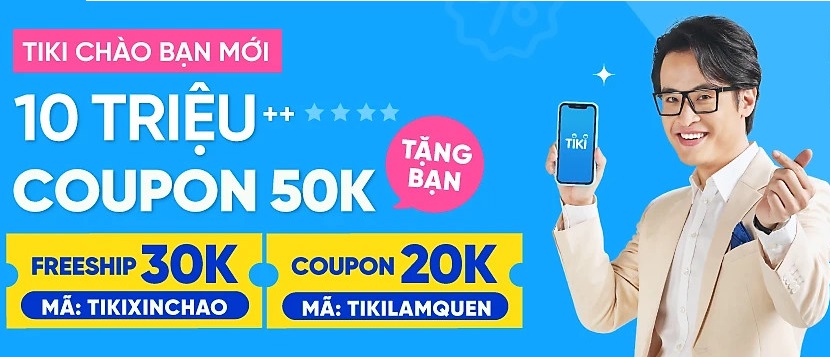 TIKI CHÀO BẠN MỚI
10 TRIỆU++
COUPON 50K
TẶNG
BẠN
TIKI
FREESHIP 30K
MÃ: TIKIXINCHAO
COUPON 20K
MÃ: TIKILAMQUEN
%